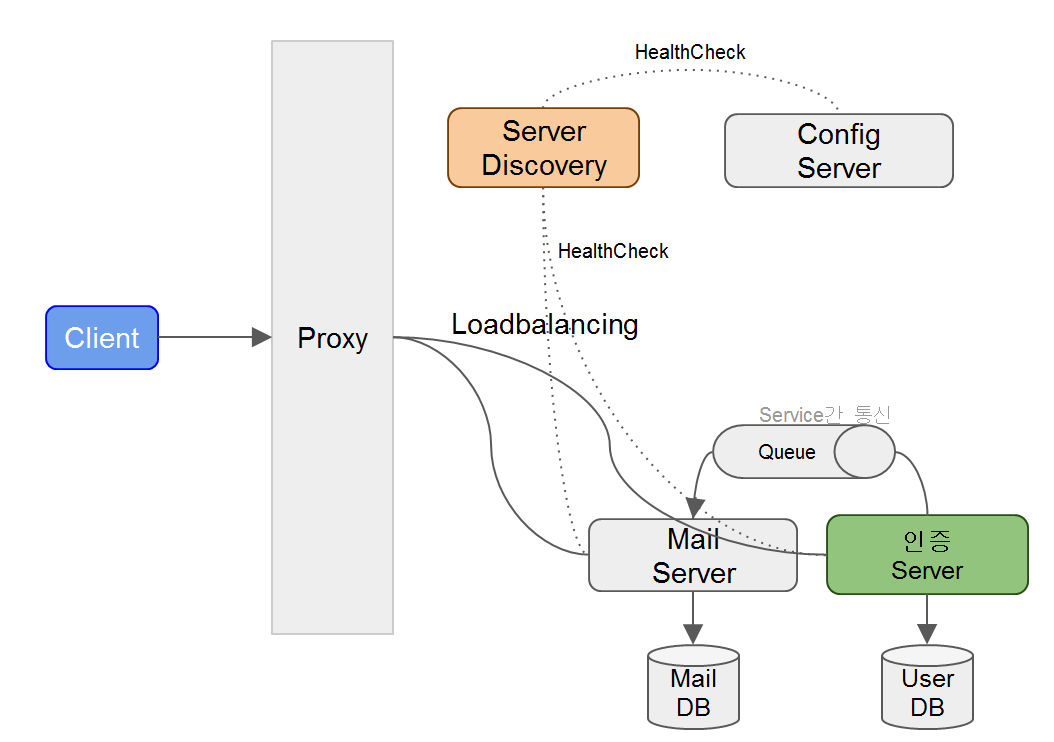 HealthCheck
Server
Discovery
Config
Server
HealthCheck
Loadbalancing
Client
Proxy
Service간 통신
Queue
Mail
Server
인증
Server
Mail
DB
User
DB